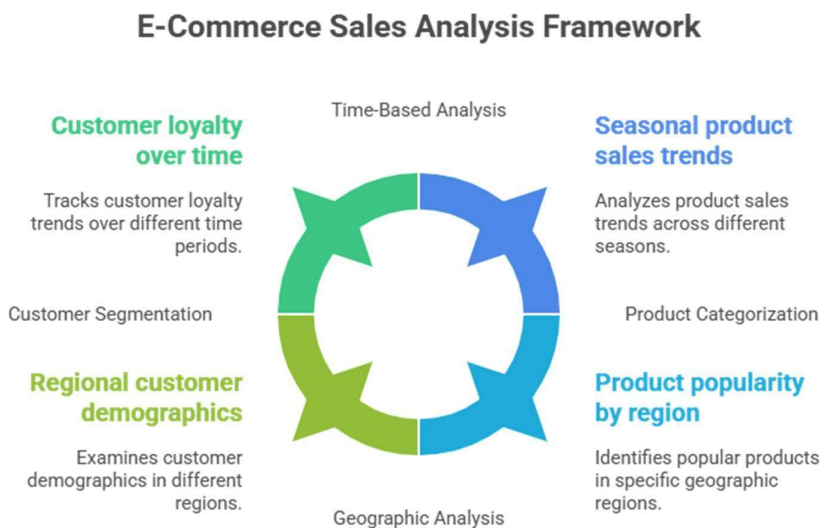 E-Commerce Sales Analysis Framework
Time-Based Analysis
Customer loyalty
over time
Tracks customer loyalty
trends over different time
periods.
Seasonal product
sales trends
Analyzes product sales
trends across different
seasons.
Customer Segmentation
Product Categorization
Regional customer
demographics
Examines customer
demographics in different
regions.
Product popularity
by region
Identifies popular products
in specific geographic
regions.
Geographic Analysis